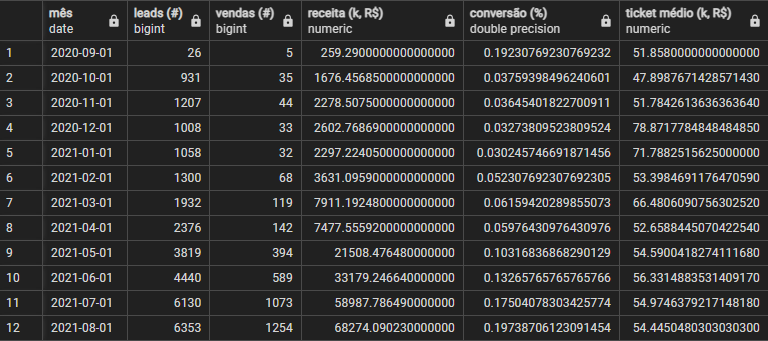 mês leads (#) vendas (#) receita (k, R$) conversão (%) ticket médio (k, R$)
date bigint bigint numeric double precision numeric
1 2020-09-01 26 5 259.2900000000000000 0.19230769230769232 51.8580000000000000
2 2020-10-01 931 35 1676.4568500000000000 0.03759398496240601 47.8987671428571430
3 2020-11-01 1207 44 2278.5075000000000000 0.03645401822700911 51.7842613636363640
4 2020-12-01 1008 33 2602.7686900000000000 0.03273809523809524 78.8717784848484850
5 2021-01-01 1058 32 2297.2240500000000000 0.030245746691871456 71.7882515625000000
6 2021-02-01 1300 68 3631.0955900000000000 0.052307692307692305 53.3984691176470590
7 2021-03-01 1932 119 7911.1924800000000000 0.06159420289855073 66.4806090756302520
8 2021-04-01 2376 142 7477.5559200000000000 0.05976430976430976 52.6588445070422540
9 2021-05-01 3819 394 21508.476480000000 0.10316836868290129 54.5900418274111680
10 2021-06-01 4440 589 33179.246640000000 0.13265765765765766 56.3314883531409170
11 2021-07-01 6130 1073 58987.786490000000 0.17504078303425774 54.9746379217148180
12 2021-08-01 6353 1254 68274.090230000000 0.19738706123091454 54.4450480303030300